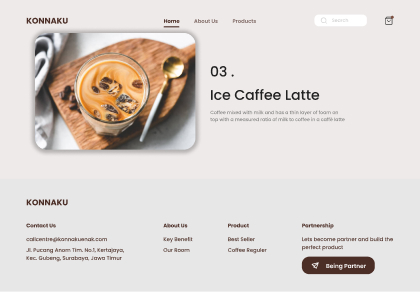 KONNAKU
Home
About Us
Products
Search
03 .
Ice Caffee Latte
Coffee mixed with milk and has a thin layer of foam on
top with a measured ratio of milk to coffee in a caffè latte
KONNAKU
Contact Us
callcentre@konnakuenak.com
Jl. Pucang Anom Tim. No.1, Kertajaya,
Kec. Gubeng, Surabaya, Jawa Timur
About Us
Key Benefit
Our Room
Product
Best Seller
Coffee Reguler
Partnership
Lets become partner and build the
perfect product
Being Partner